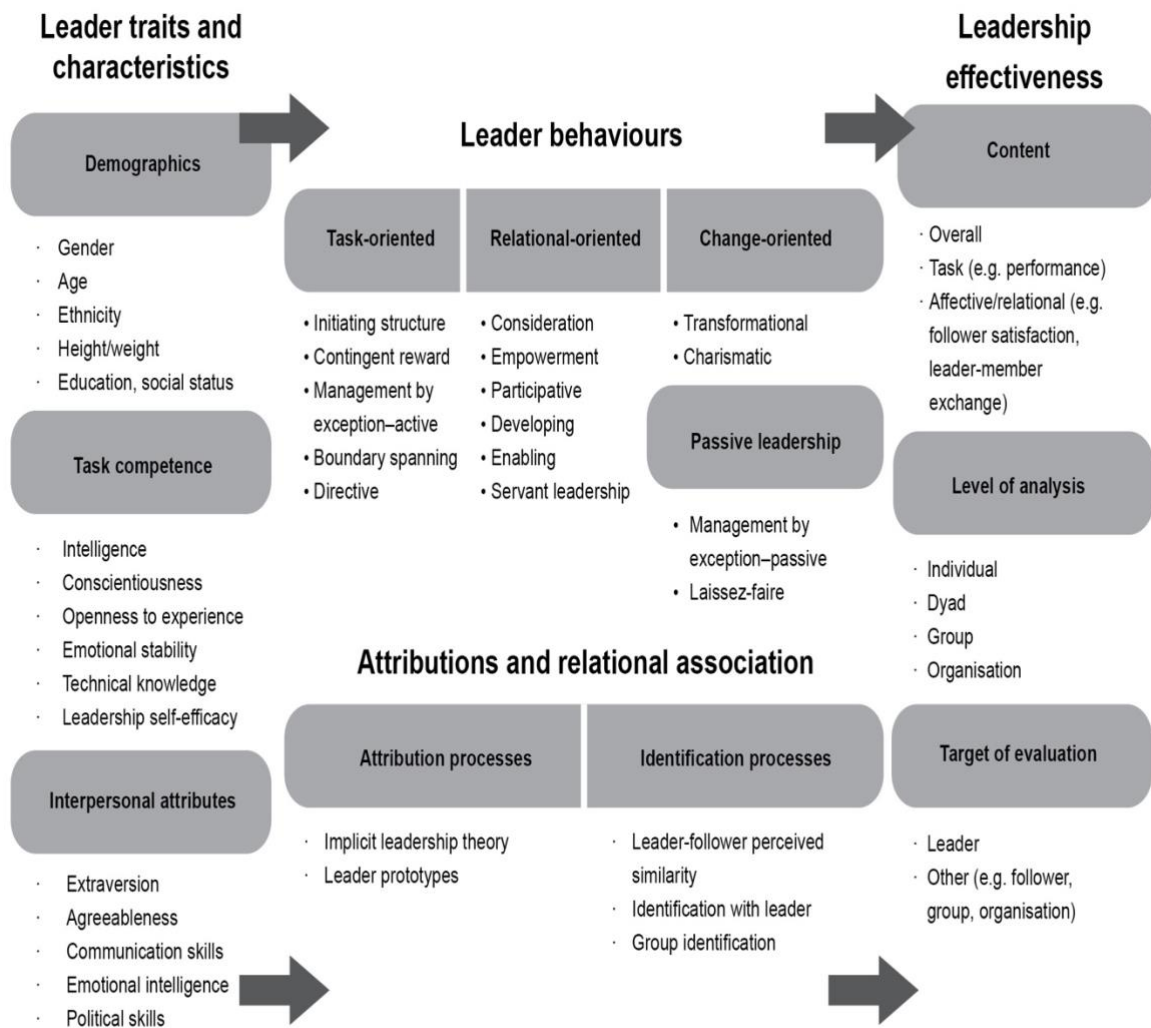 Leader traits and
characteristics
Demographics
· Gender
· Age
· Ethnicity
· Height/weight
· Education, social status
Task competence
· Intelligence
· Conscientiousness
· Openness to experience
· Emotional stability
· Technical knowledge
· Leadership self-efficacy
Interpersonal attributes
· Extraversion
· Agreeableness
· Communication skills
· Emotional intelligence
· Political skills
Leader behaviours
Task-oriented
• Initiating structure
• Contingent reward
• Management by
exception–active
• Boundary spanning
• Directive
Relational-oriented
• Consideration
• Empowerment
• Participative
• Developing
• Enabling
• Servant leadership
Change-oriented
• Transformational
• Charismatic
Passive leadership
• Management by
exception–passive
• Laissez-faire
Attributions and relational association
Attribution processes
· Implicit leadership theory
· Leader prototypes
Identification processes
· Leader-follower perceived
similarity
· Identification with leader
· Group identification
Leadership
effectiveness
Content
· Overall
· Task (e.g. performance)
· Affective/relational (e.g.
follower satisfaction,
leader-member
exchange)
Level of analysis
· Individual
· Dyad
· Group
· Organisation
Target of evaluation
· Leader
· Other (e.g. follower,
group, organisation)